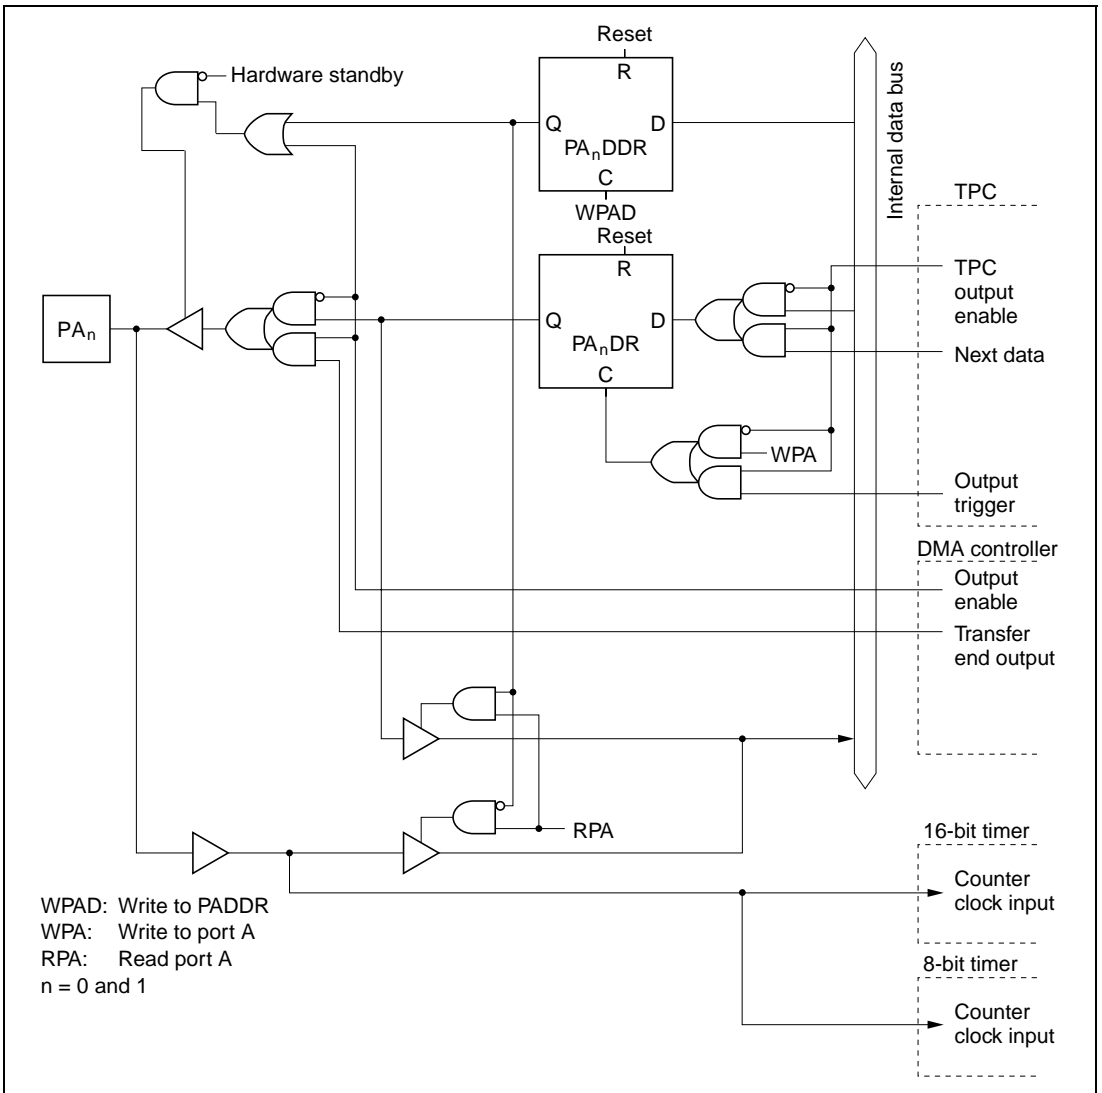 Reset
Hardware standby
R
Q
D
PAnDDR
C
WPAD
Internal data bus
TPC
Reset
R
TPC
output
enable
PAn
Q
D
PAnDR
C
Next data
WPA
Output
trigger
DMA controller
Output
enable
Transfer
end output
RPA
16-bit timer
Counter
clock input
WPAD: Write to PADDR
WPA: Write to port A
RPA: Read port A
n = 0 and 1
8-bit timer
Counter
clock input